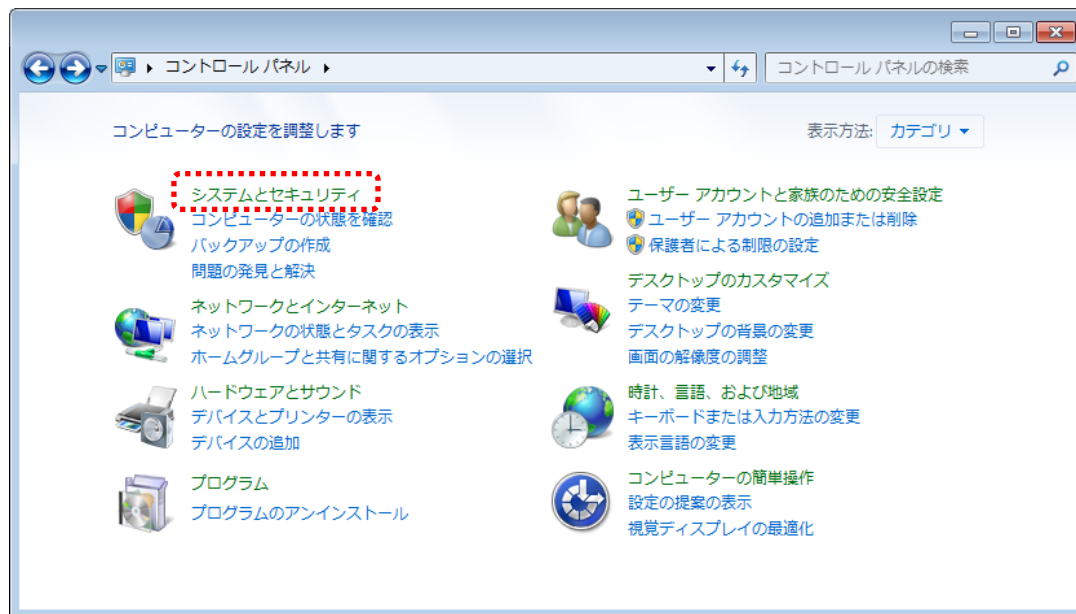 コントロール パネル
コントロール パネルの検索
コンピューターの設定を調整します
表示方法: カテゴリ
システムとセキュリティ
コンピューターの状態を確認
バックアップの作成
問題の発見と解決
ネットワークとインターネット
ネットワークの状態とタスクの表示
ホームグループと共有に関するオプションの選択
ハードウェアとサウンド
デバイスとプリンターの表示
デバイスの追加
プログラム
プログラムのアンインストール
ユーザー アカウントと家族のための安全設定
ユーザー アカウントの追加または削除
保護者による制限の設定
デスクトップのカスタマイズ
テーマの変更
デスクトップの背景の変更
画面の解像度の調整
時計、言語、および地域
キーボードまたは入力方法の変更
表示言語の変更
コンピューターの簡単操作
設定の提案の表示
視覚ディスプレイの最適化